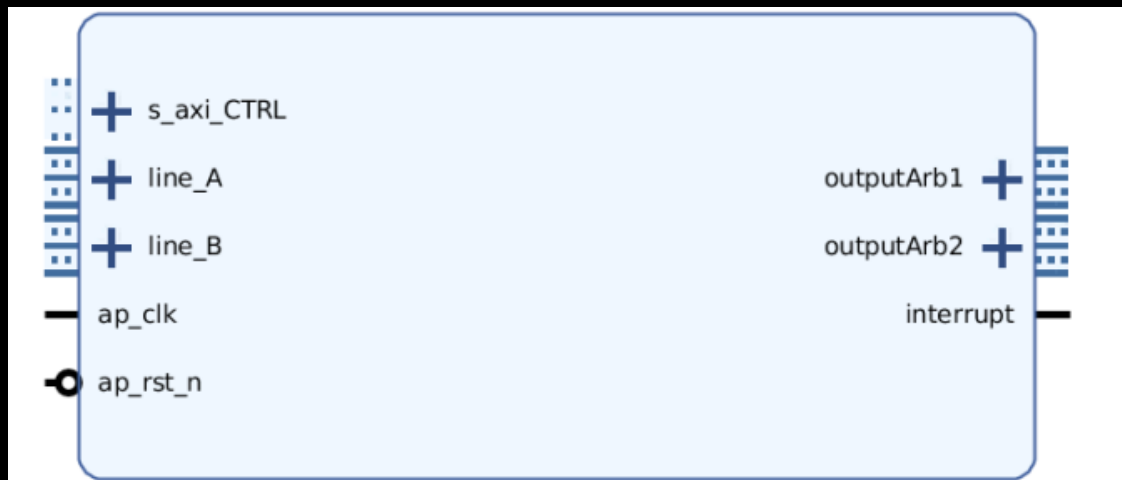 s_axi_CTRL
line_A
outputArb1
line_B
outputArb2
ap_clk
interrupt
ap_rst_n